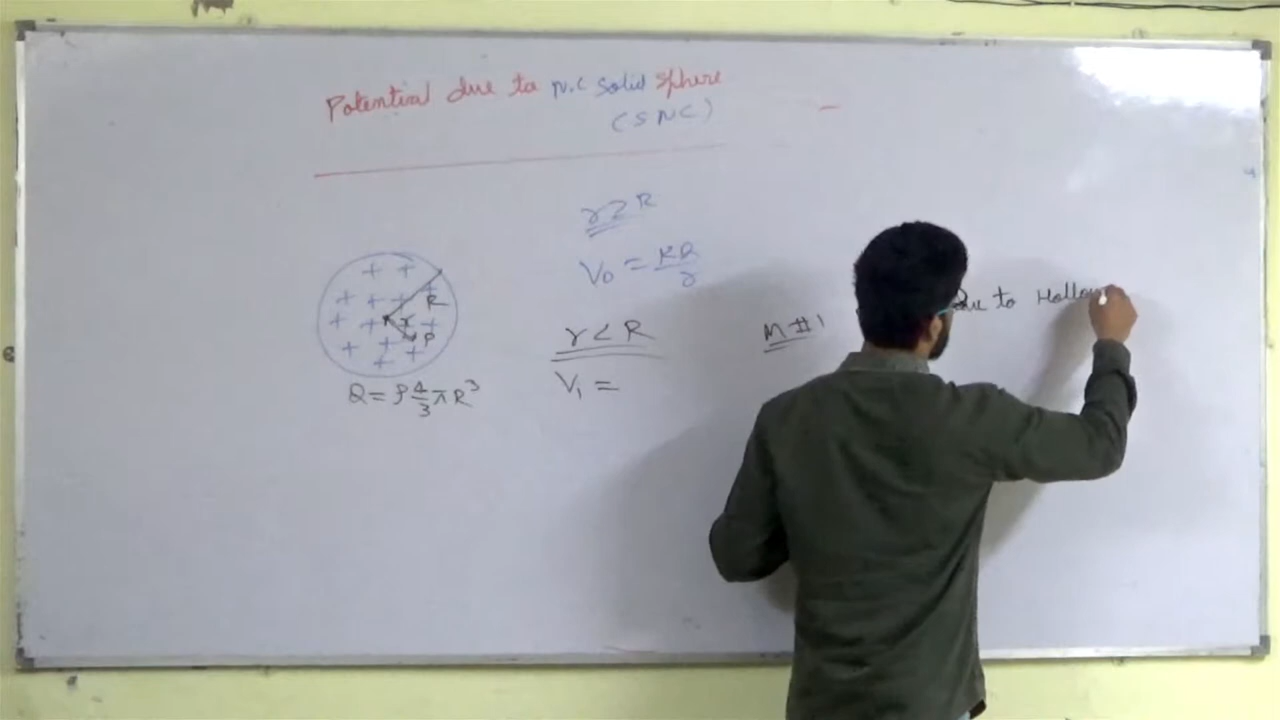 Potential due to N.C Solid Sphere
(SNC)
r ≥ R
V₀ = KQ/r
+ + + + + + + + + + + + +
R
r
P
Q = ρ 4/3 π R³
r < R
V₁ =
M # 1
Due to Hollow